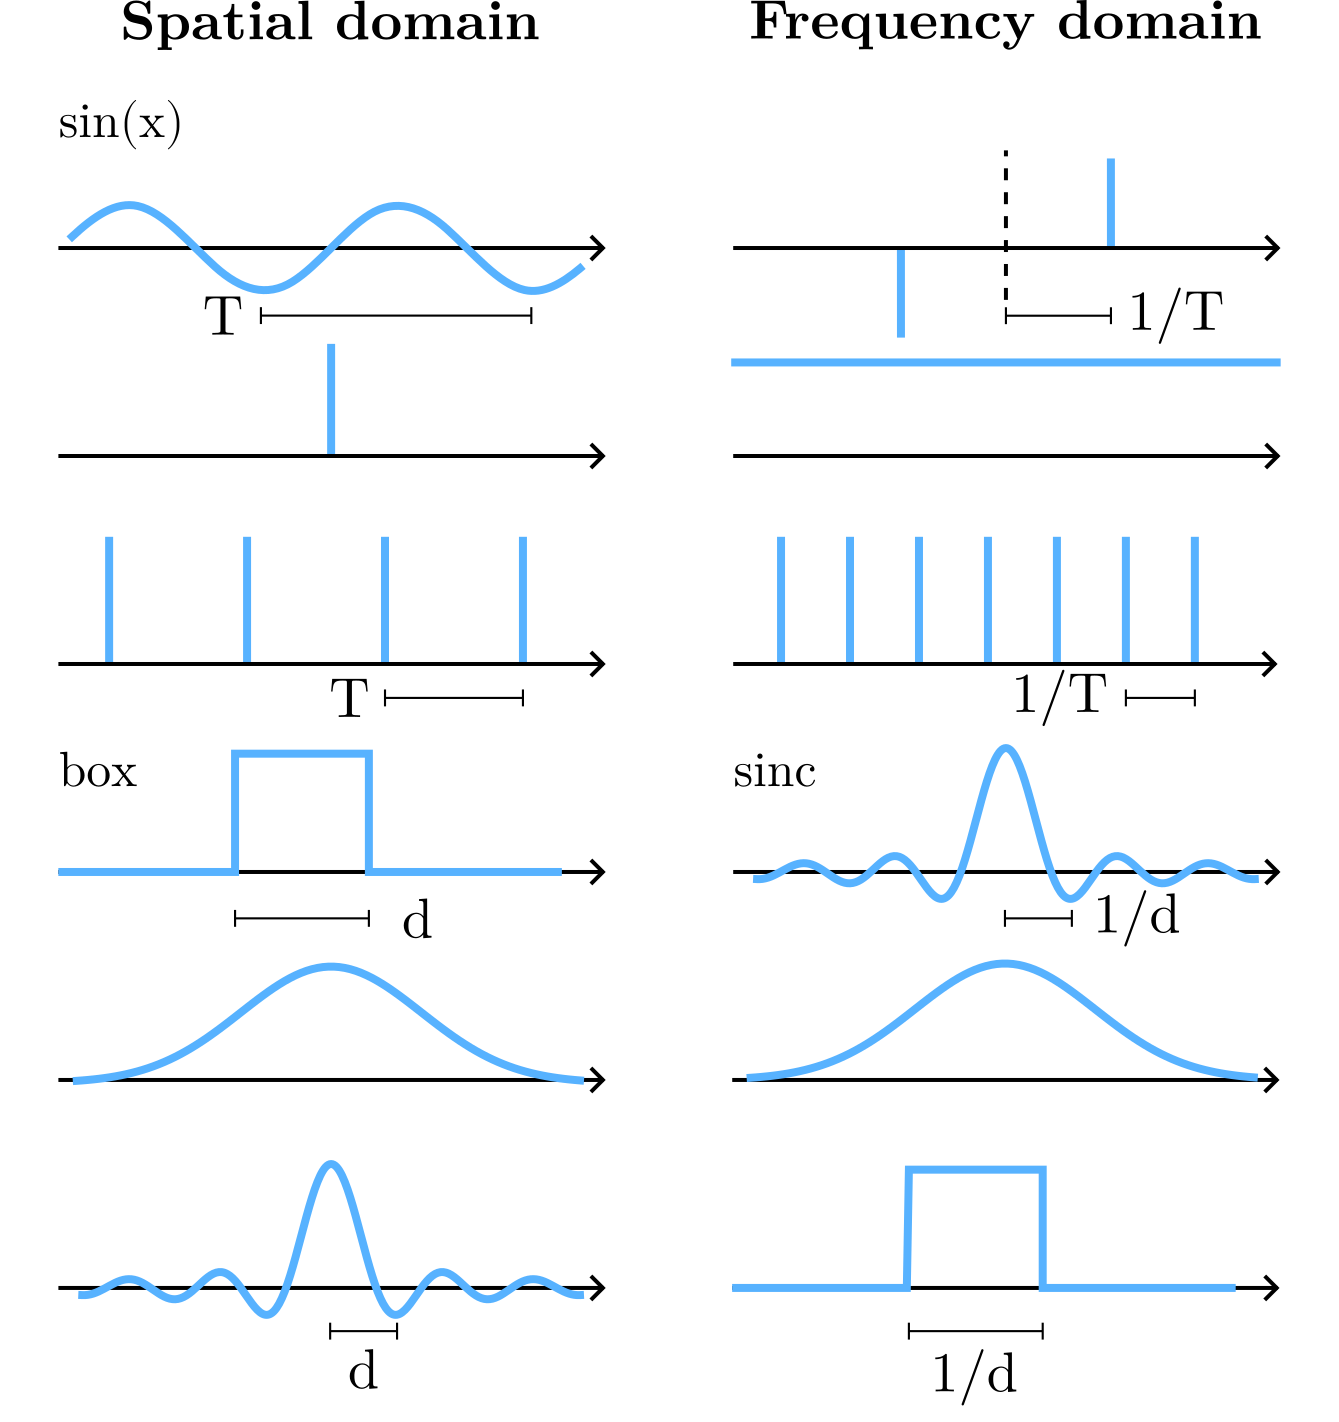 Spatial domain
Frequency domain
sin(x)
T
1/T
T
1/T
box
sinc
d
1/d
d
1/d